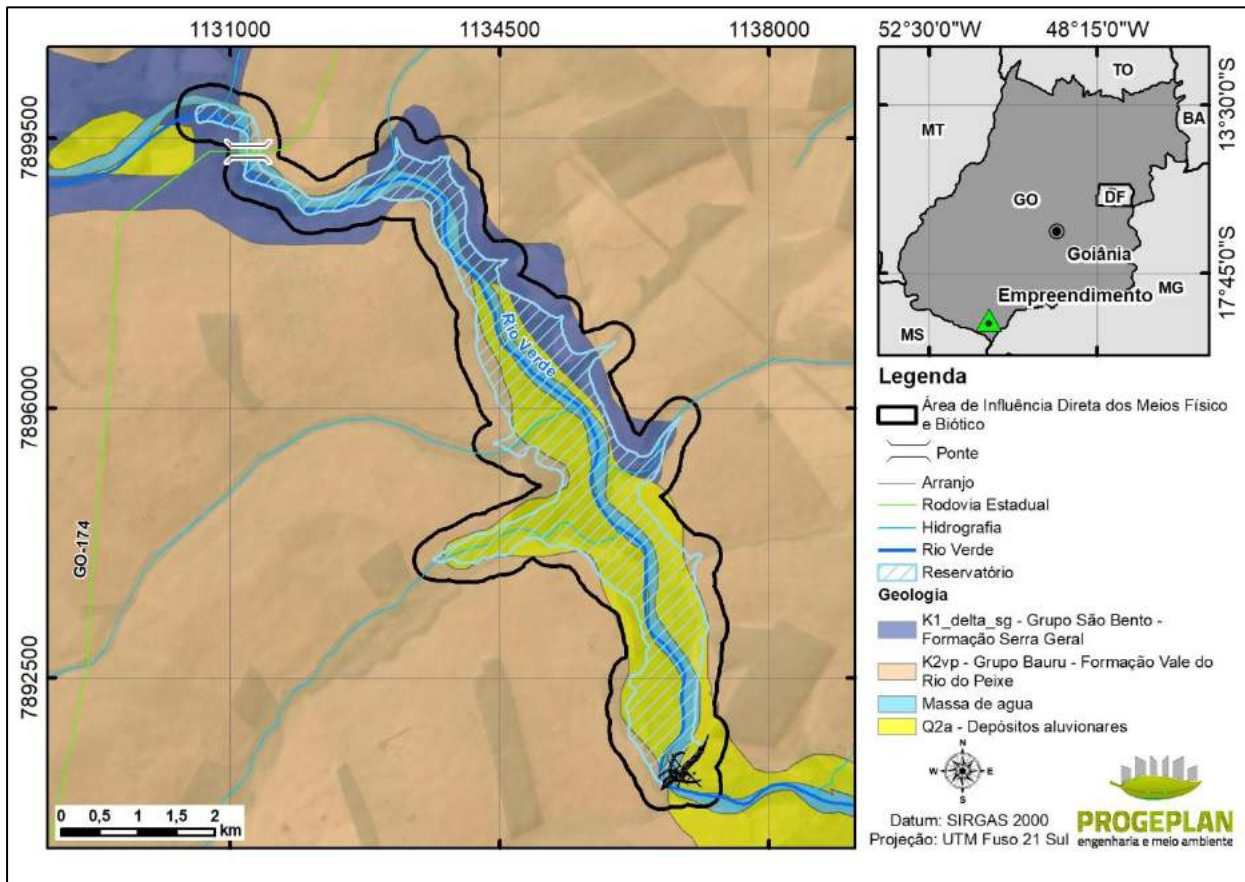 1131000
1134500
1138000
7899500
7896000
7892500
GO-174
Rio Verde
0 0,5 1 1,5 2
km
52°30'0"W
48°15'0"W
13°30'0"S
17°45'0"S
TO
BA
MT
GO
DF
Goiânia
MG
Empreendimento
MS
Legenda
Área de Influência Direta dos Meios Físico
e Biótico
Ponte
Arranjo
Rodovia Estadual
Hidrografia
Rio Verde
Reservatório
Geologia
K1_delta_sg - Grupo São Bento -
Formação Serra Geral
K2vp - Grupo Bauru - Formação Vale do
Rio do Peixe
Massa de agua
Q2a - Depósitos aluvionares
N
W
E
S
Datum: SIRGAS 2000
Projeção: UTM Fuso 21 Sul
PROGEPLAN
engenharia e meio ambiente